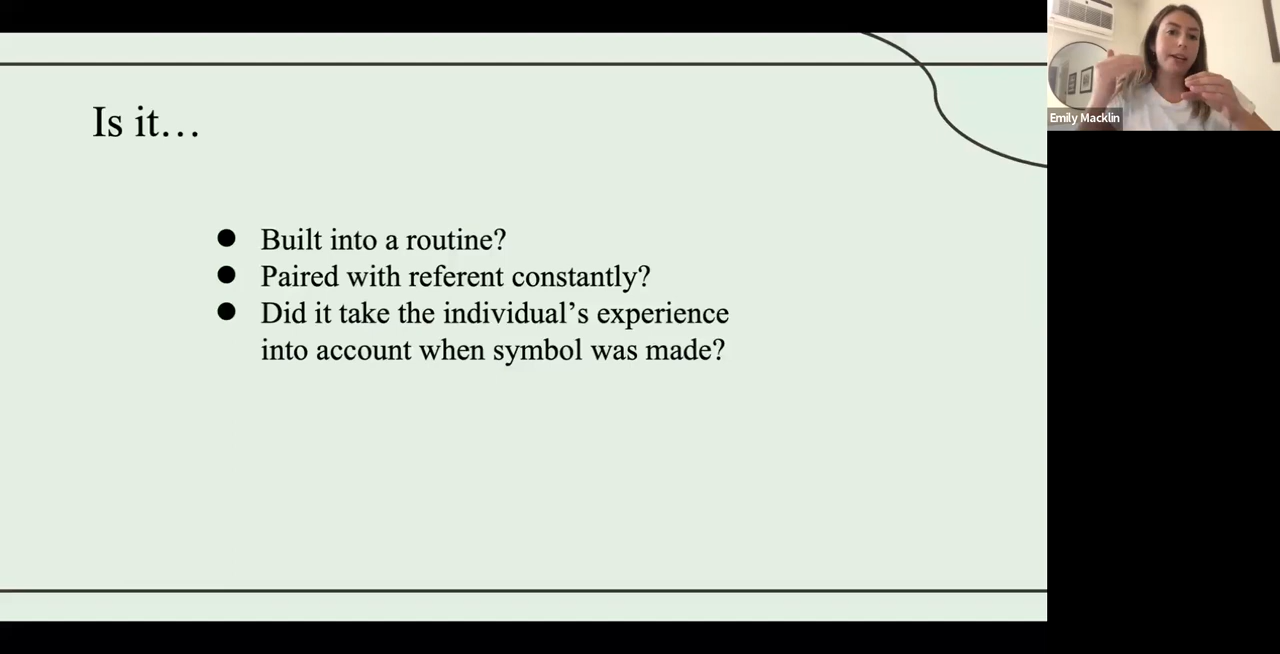 Is it…
● Built into a routine?
● Paired with referent constantly?
● Did it take the individual’s experience
into account when symbol was made?
Emily Macklin